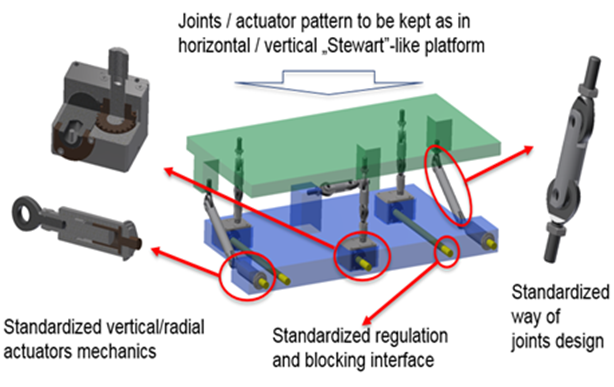 Joints / actuator pattern to be kept as in
horizontal / vertical „Stewart”-like platform
Standardized vertical/radial
actuators mechanics
Standardized regulation
and blocking interface
Standardized
way of
joints design